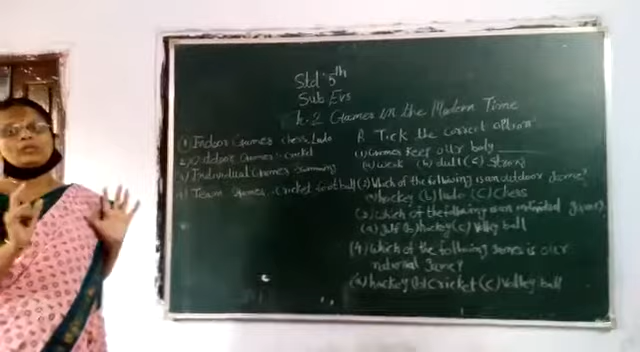 Std 5th
Sub Evs
L.2 Games in the Modern Time
(1) Indoor Games chess, Ludo
(2) Outdoor Games - cricket
(3) Individual Games - swimming
(4) Team Games - cricket football
A. Tick the correct option
(1) Games keep our body ____
(a) weak (b) dull (c) Strong
(2) Which of the following is an outdoor game?
(a) hockey (b) ludo (c) chess
(3) which of the following is an game?
(a) golf (b) hockey (c) volley ball
(4) which of the following games is our
national game?
(a) hockey (b) cricket (c) volley ball